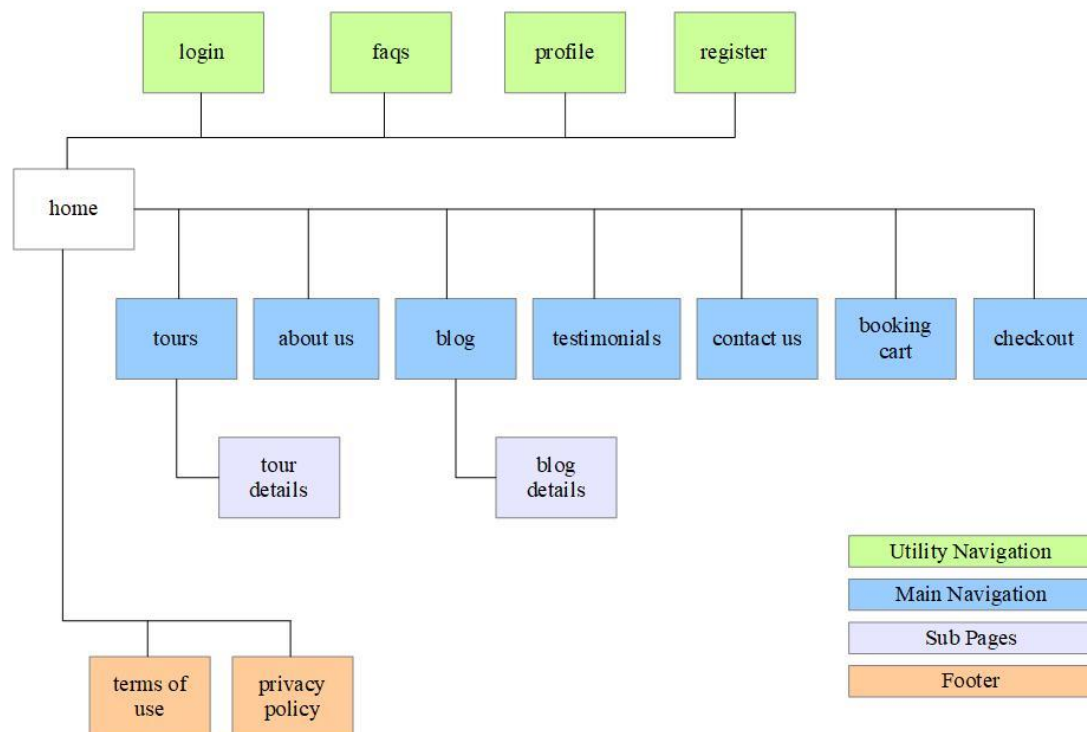 login
faqs
profile
register
home
tours
about us
blog
testimonials
contact us
booking
cart
checkout
tour
details
blog
details
Utility Navigation
Main Navigation
Sub Pages
Footer
terms of
use
privacy
policy